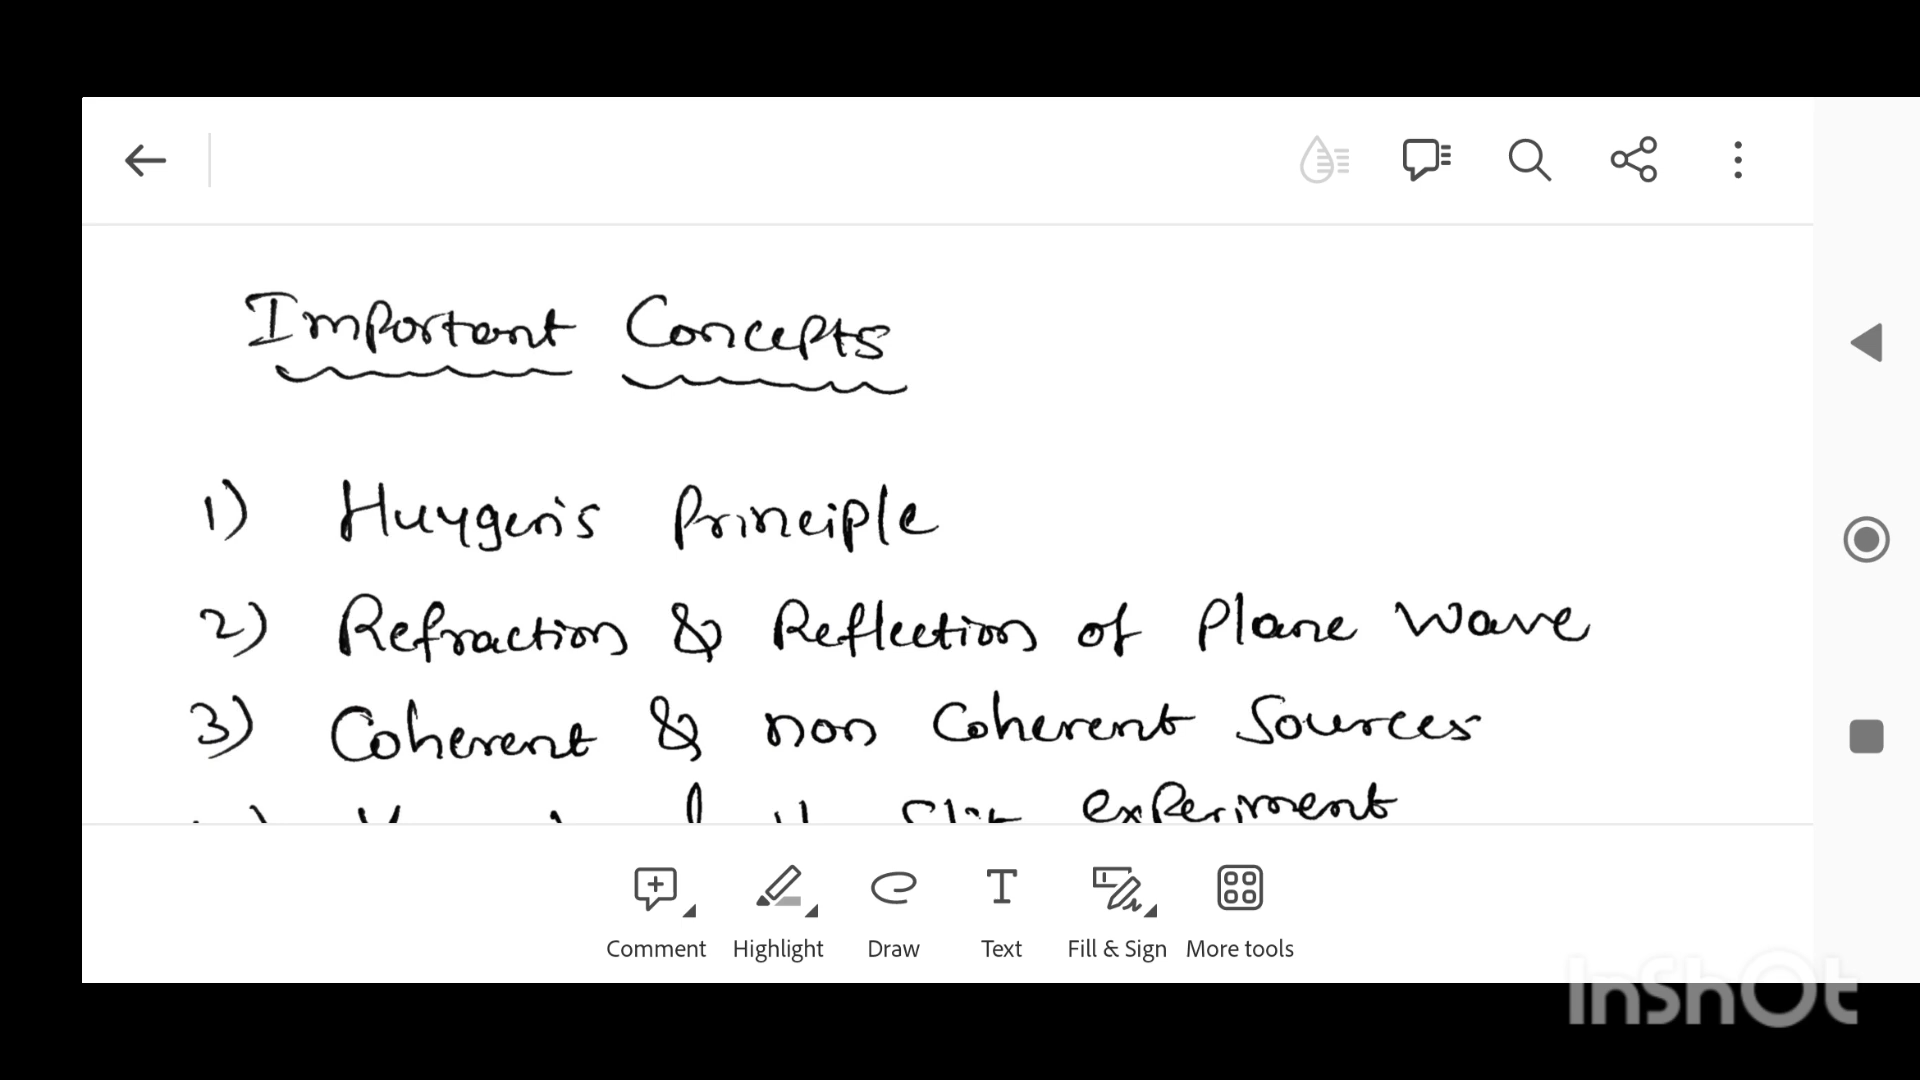 Important Concepts
1) Huygen's Principle
2) Refraction & Reflection of Plane Wave
3) Coherent & non Coherent Sources
experiment
Comment Highlight Draw Text Fill & Sign More tools
InShOt